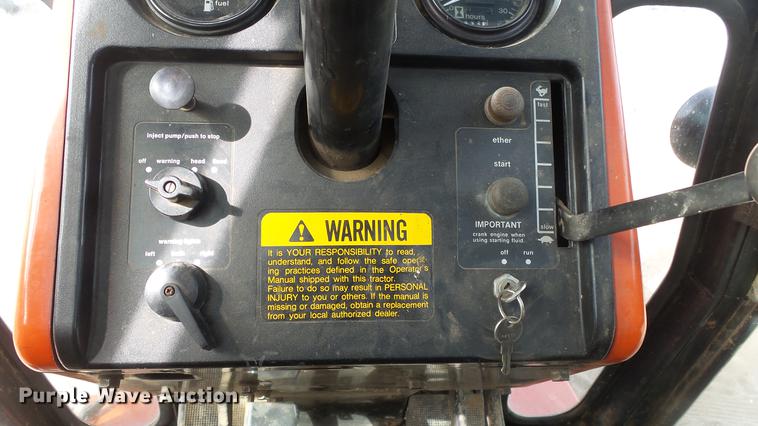 fuel
hours
30
fast
inject pump/push to stop
ether
off warning head flood
start
IMPORTANT
crank engine when
using starting fluid.
slow
warning lights
left both right
off run
WARNING
It is YOUR RESPONSIBILITY to read,
understand, and follow the safe operat-
ing practices defined in the Operator's
Manual shipped with this tractor.
Failure to do so may result in PERSONAL
INJURY to you or others. If the manual is
missing or damaged, obtain a replacement
from your local authorized dealer.
Purple Wave Auction